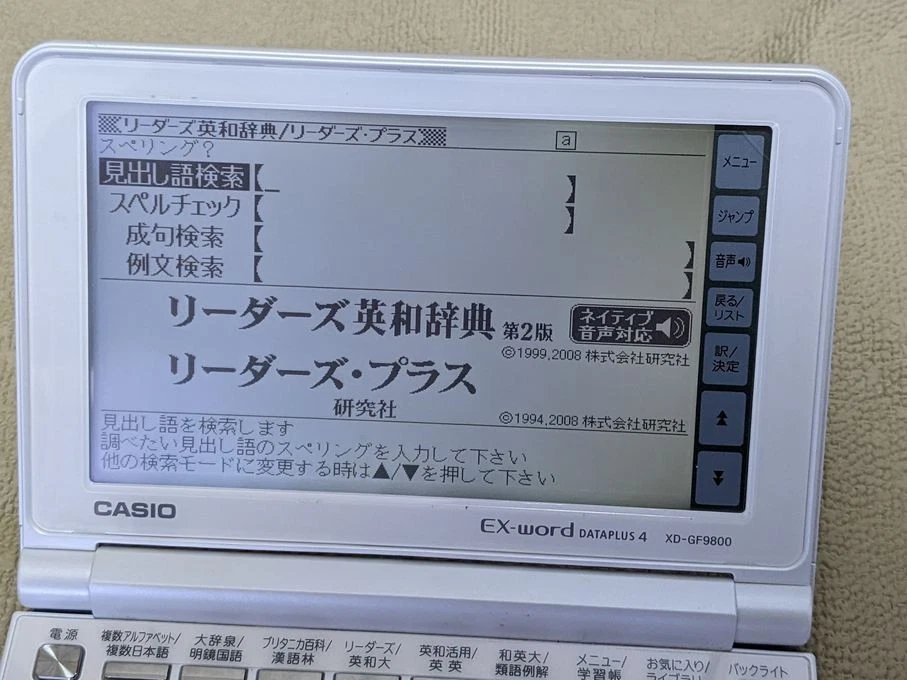 リーダーズ英和辞典/リーダーズ・プラス
a
スペリング?
見出し語検索【_ 】
スペルチェック【 】
成句検索【 】
例文検索【 】
リーダーズ英和辞典 第2版
ネイティブ
音声対応
©1999,2008 株式会社研究社
リーダーズ・プラス
研究社
©1994,2008 株式会社研究社
見出し語を検索します
調べたい見出し語のスペリングを入力して下さい
他の検索モードに変更する時は▲/▼を押して下さい
メニュー
ジャンプ
音声
戻る/
リスト
訳/
決定
CASIO
EX-word DATAPLUS 4 XD-GF9800
電源
複数アルファベット/
複数日本語
大辞泉/
明鏡国語
ブリタニカ百科/
漢語林
リーダーズ/
英和大
英和活用/
英英
和英大/
類語例解
メニュー/
学習帳
お気に入り/
ライブラリ
バックライト